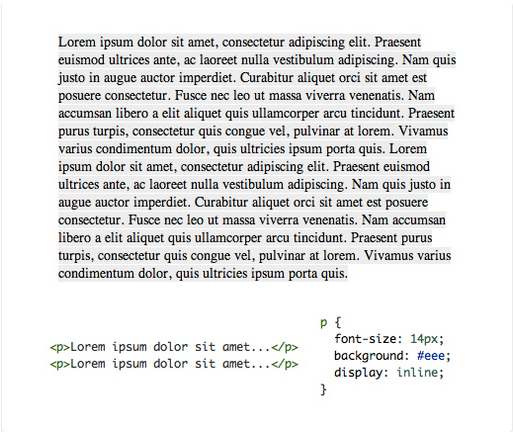 Lorem ipsum dolor sit amet, consectetur adipiscing elit. Praesent
euismod ultrices ante, ac laoreet nulla vestibulum adipiscing. Nam quis
justo in augue auctor imperdiet. Curabitur aliquet orci sit amet est
posuere consectetur. Fusce nec leo ut massa viverra venenatis. Nam
accumsan libero a elit aliquet quis ullamcorper arcu tincidunt. Praesent
purus turpis, consectetur quis congue vel, pulvinar at lorem. Vivamus
varius condimentum dolor, quis ultricies ipsum porta quis. Lorem
ipsum dolor sit amet, consectetur adipiscing elit. Praesent euismod
ultrices ante, ac laoreet nulla vestibulum adipiscing. Nam quis justo in
augue auctor imperdiet. Curabitur aliquet orci sit amet est posuere
consectetur. Fusce nec leo ut massa viverra venenatis. Nam accumsan
libero a elit aliquet quis ullamcorper arcu tincidunt. Praesent purus
turpis, consectetur quis congue vel, pulvinar at lorem. Vivamus varius
condimentum dolor, quis ultricies ipsum porta quis.
<p>Lorem ipsum dolor sit amet...</p>
<p>Lorem ipsum dolor sit amet...</p>
p {
font-size: 14px;
background: #eee;
display: inline;
}